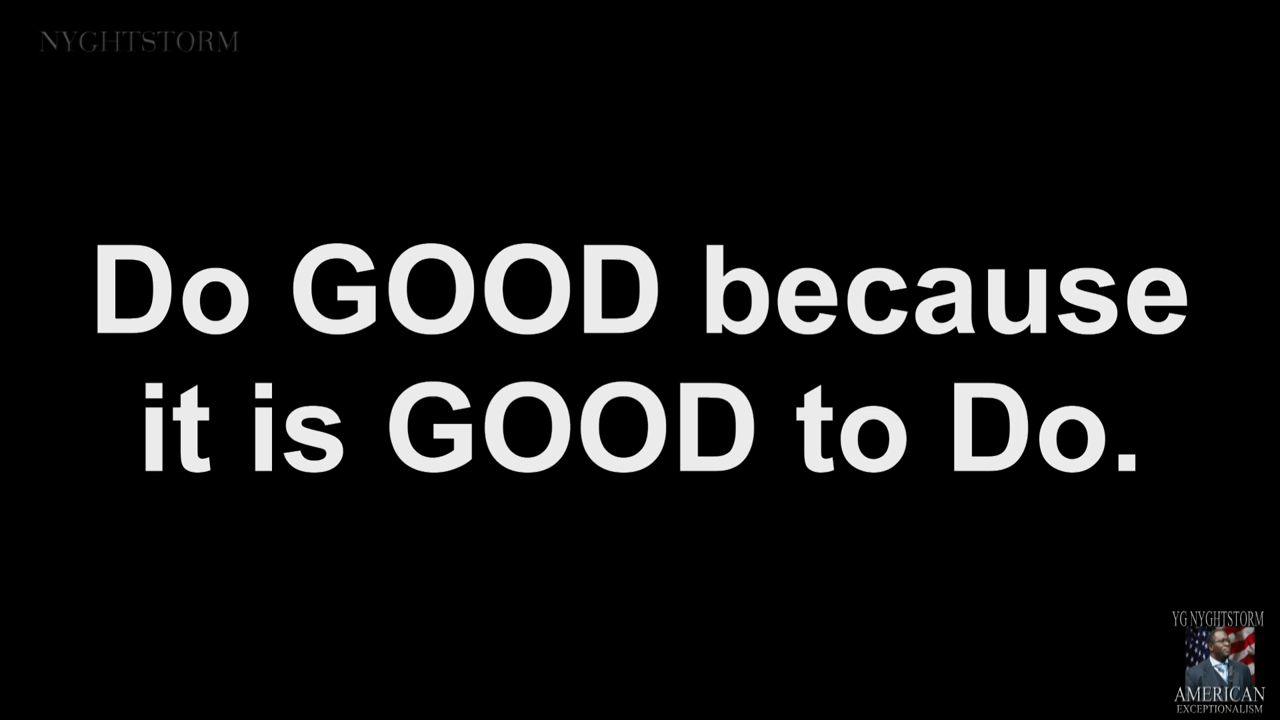 NYGHTSTORM
Do GOOD because
it is GOOD to Do.
YG NYGHTSTORM
AMERICAN
EXCEPTIONALISM